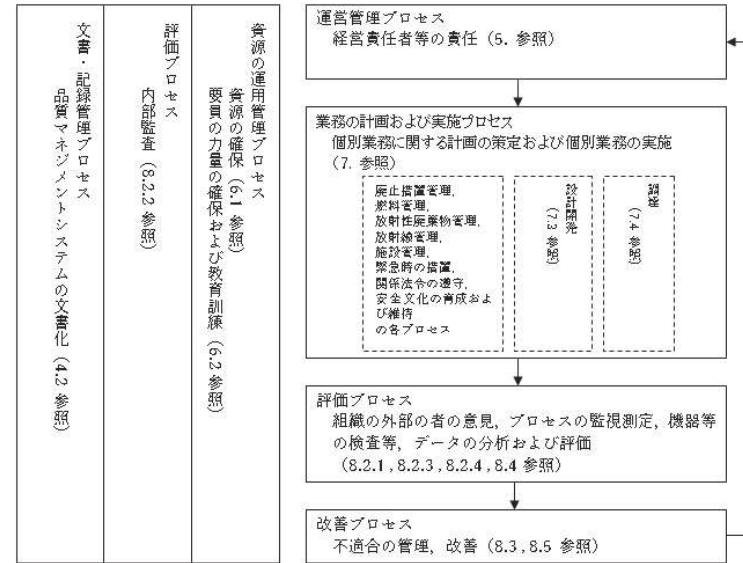 文書・記録管理プロセス
品質マネジメントシステムの文書化 (4.2 参照)
評価プロセス
内部監査 (8.2.2 参照)
資源の運用管理プロセス
資源の確保 (6.1 参照)
要員の力量の確保および教育訓練 (6.2 参照)
運営管理プロセス
経営責任者等の責任 (5. 参照)
業務の計画および実施プロセス
個別業務に関する計画の策定および個別業務の実施
(7. 参照)
廃止措置管理,
燃料管理,
放射性廃棄物管理,
放射線管理,
施設管理,
緊急時の措置,
関係法令の遵守,
安全文化の育成およ
び維持
の各プロセス
設計開発
(7.3 参照)
調達
(7.4 参照)
評価プロセス
組織の外部の者の意見, プロセスの監視測定, 機器等
の検査等, データの分析および評価
(8.2.1 , 8.2.3 , 8.2.4 , 8.4 参照)
改善プロセス
不適合の管理, 改善 (8.3 , 8.5 参照)